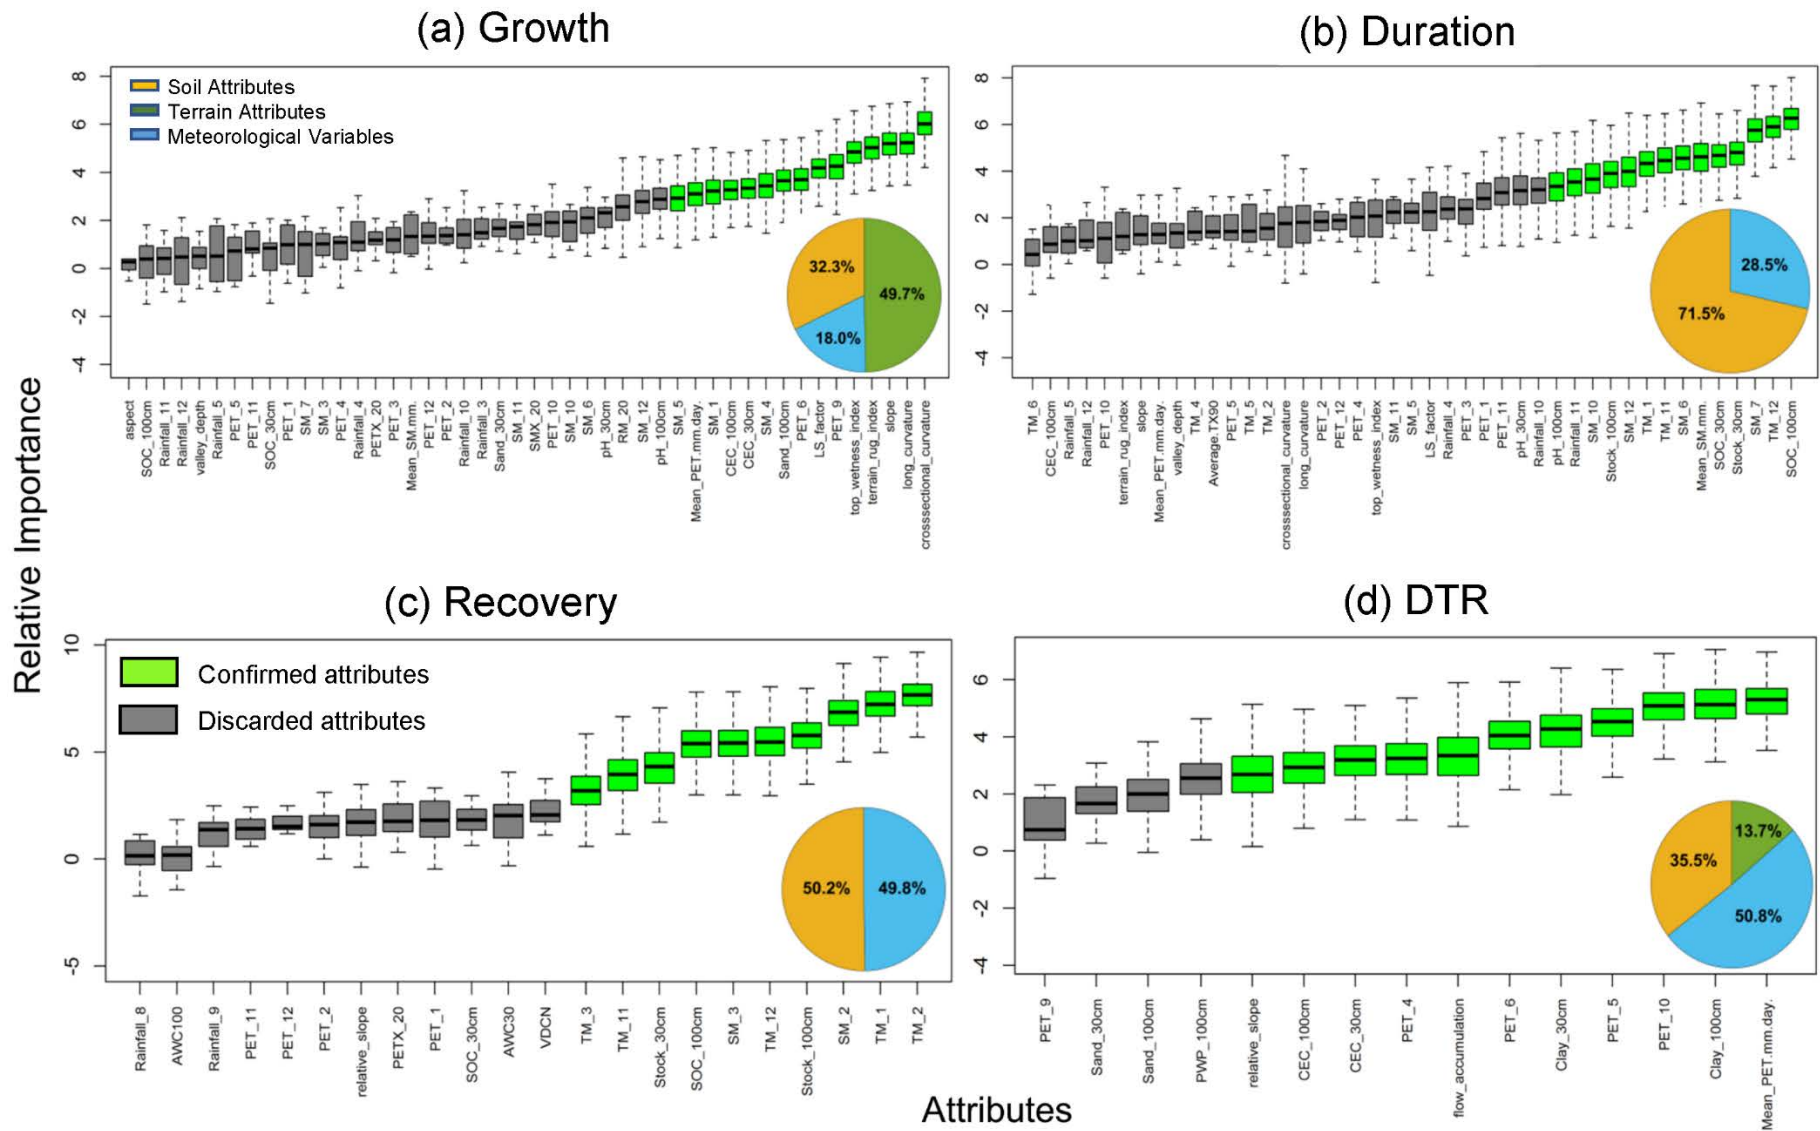 (a) Growth
(b) Duration
8
6
4
2
0
-2
-4
Soil Attributes
Terrain Attributes
Meteorological Variables
32.3%
49.7%
18.0%
aspect
SOC_100cm
Rainfall_11
Rainfall_12
valley_depth
Rainfall_5
PET_5
PET_11
SOC_30cm
PET_1
SM_7
SM_3
PET_4
Rainfall_4
PETX_20
PET_3
Mean_SM.mm.
PET_12
PET_2
Rainfall_10
Rainfall_3
Sand_30cm
SM_11
SMX_20
PET_10
SM_10
SM_6
pH_30cm
RM_20
SM_12
pH_100cm
SM_5
Mean_PET.mm.day.
SM_1
CEC_100cm
CEC_30cm
SM_4
Sand_100cm
PET_6
LS_factor
PET_9
top_wetness_index
terrain_rug_index
slope
long_curvature
crosssectional_curvature
8
6
4
2
0
-2
-4
28.5%
71.5%
TM_6
CEC_100cm
Rainfall_5
Rainfall_12
PET_10
terrain_rug_index
slope
Mean_PET.mm.day.
valley_depth
TM_4
Average.TX90
PET_5
TM_5
TM_2
crosssectional_curvature
long_curvature
PET_2
PET_12
PET_4
top_wetness_index
SM_11
SM_5
LS_factor
Rainfall_4
PET_3
PET_1
PET_11
pH_30cm
Rainfall_10
pH_100cm
Rainfall_11
SM_10
Stock_100cm
SM_12
TM_1
TM_11
SM_6
Mean_SM.mm.
SOC_30cm
Stock_30cm
SM_7
TM_12
SOC_100cm
Relative Importance
(c) Recovery
(d) DTR
10
5
0
-5
Confirmed attributes
Discarded attributes
50.2%
49.8%
Rainfall_8
AWC100
Rainfall_9
PET_11
PET_12
PET_2
relative_slope
PETX_20
PET_1
SOC_30cm
AWC30
VDCN
TM_3
TM_11
Stock_30cm
SOC_100cm
SM_3
TM_12
Stock_100cm
SM_2
TM_1
TM_2
6
4
2
0
-2
-4
13.7%
35.5%
50.8%
PET_9
Sand_30cm
Sand_100cm
PWP_100cm
relative_slope
CEC_100cm
CEC_30cm
PET_4
flow_accumulation
PET_6
Clay_30cm
PET_5
PET_10
Clay_100cm
Mean_PET.mm.day.
Attributes